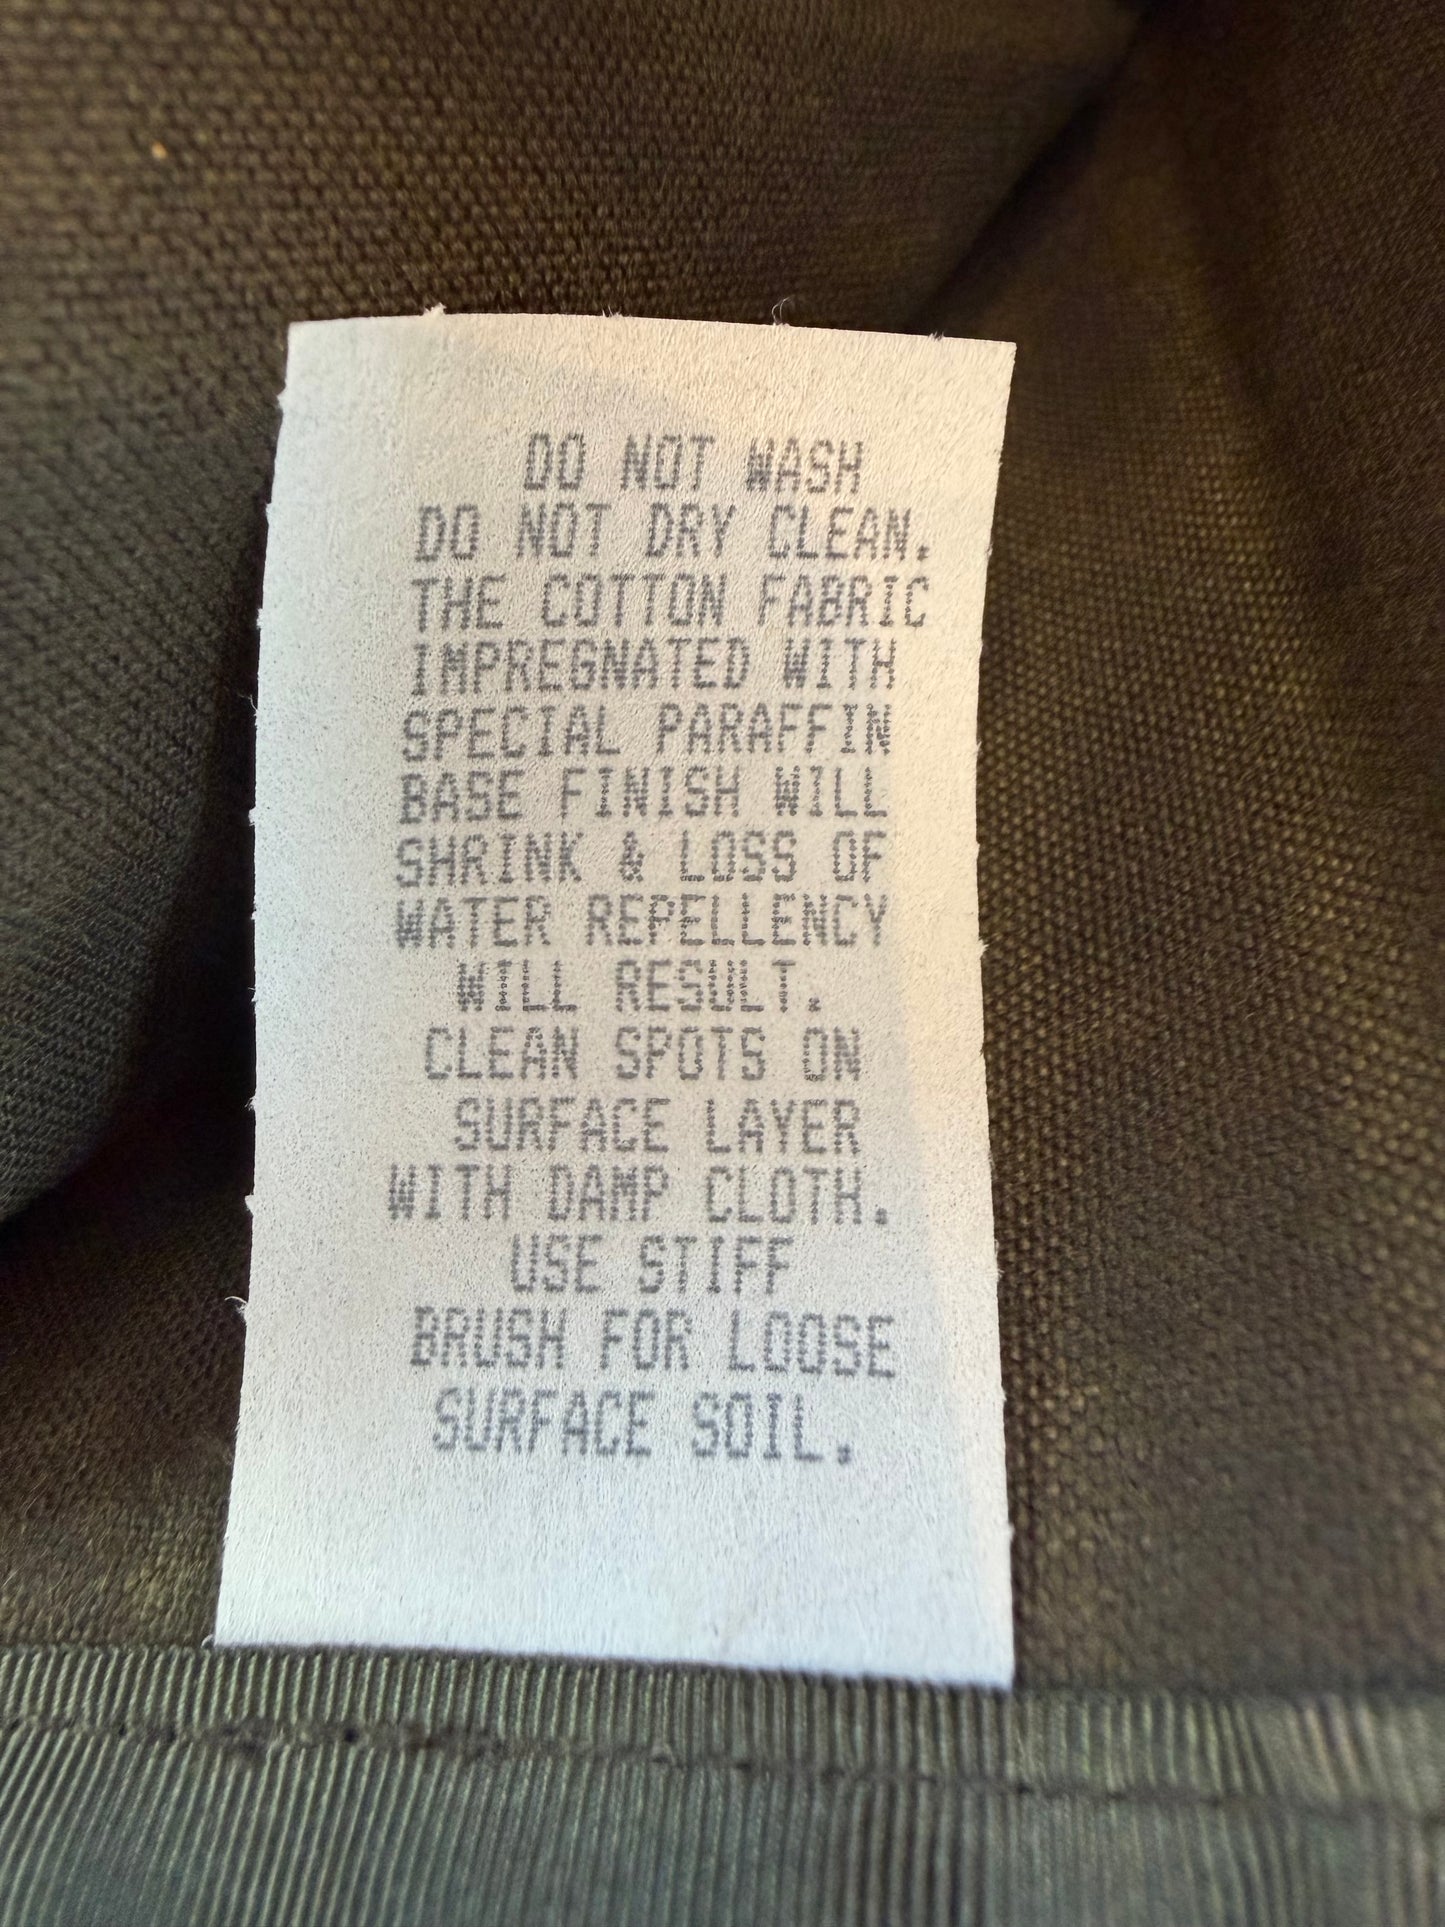 DO NOT WASH
DO NOT DRY CLEAN.
THE COTTON FABRIC
IMPREGNATED WITH
SPECIAL PARAFFIN
BASE FINISH WILL
SHRINK & LOSS OF
WATER REPELLENCY
WILL RESULT.
CLEAN SPOTS ON
SURFACE LAYER
WITH DAMP CLOTH.
USE STIFF
BRUSH FOR LOOSE
SURFACE SOIL.